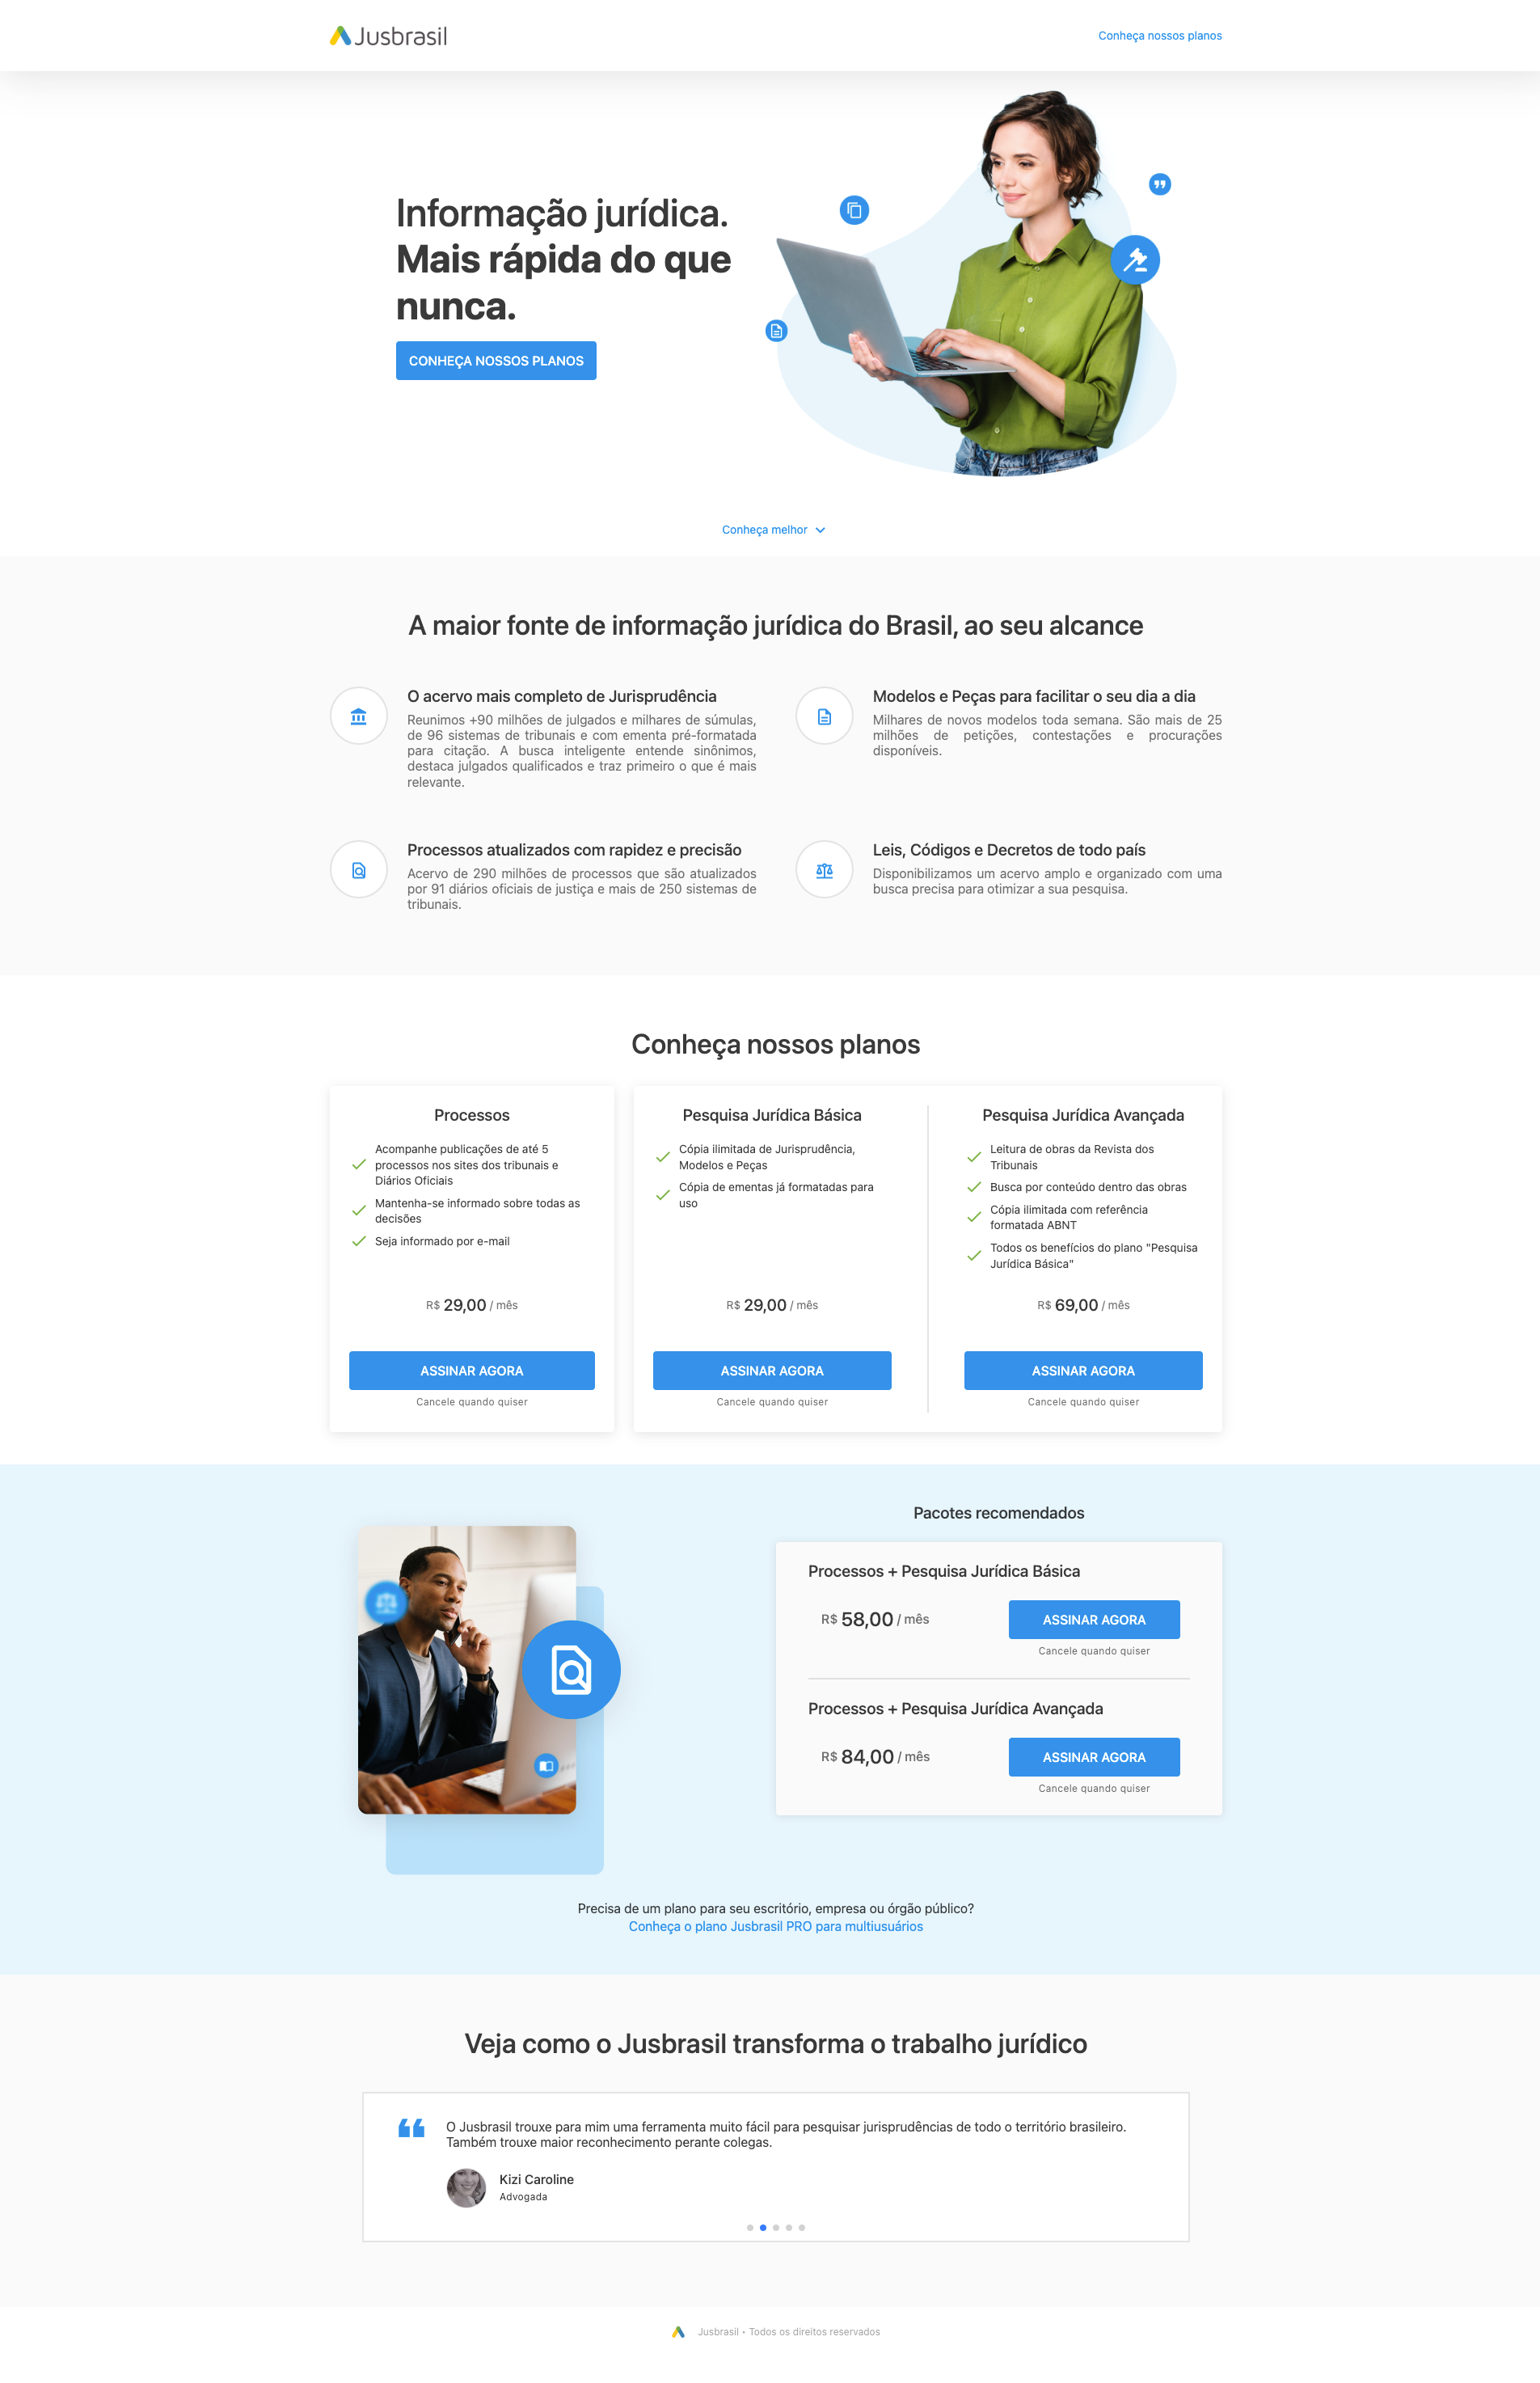 Jusbrasil
Conheça nossos planos
Informação jurídica.
Mais rápida do que
nunca.
CONHEÇA NOSSOS PLANOS
Conheça melhor
A maior fonte de informação jurídica do Brasil, ao seu alcance
O acervo mais completo de Jurisprudência
Reunimos +90 milhões de julgados e milhares de súmulas,
de 96 sistemas de tribunais e com ementa pré-formatada
para citação. A busca inteligente entende sinônimos,
destaca julgados qualificados e traz primeiro o que é mais
relevante.
Modelos e Peças para facilitar o seu dia a dia
Milhares de novos modelos toda semana. São mais de 25
milhões de petições, contestações e procurações
disponíveis.
Processos atualizados com rapidez e precisão
Acervo de 290 milhões de processos que são atualizados
por 91 diários oficiais de justiça e mais de 250 sistemas de
tribunais.
Leis, Códigos e Decretos de todo país
Disponibilizamos um acervo amplo e organizado com uma
busca precisa para otimizar a sua pesquisa.
Conheça nossos planos
Processos
Acompanhe publicações de até 5
processos nos sites dos tribunais e
Diários Oficiais
Mantenha-se informado sobre todas as
decisões
Seja informado por e-mail
R$ 29,00 / mês
ASSINAR AGORA
Cancele quando quiser
Pesquisa Jurídica Básica
Cópia ilimitada de Jurisprudência,
Modelos e Peças
Cópia de ementas já formatadas para
uso
R$ 29,00 / mês
ASSINAR AGORA
Cancele quando quiser
Pesquisa Jurídica Avançada
Leitura de obras da Revista dos
Tribunais
Busca por conteúdo dentro das obras
Cópia ilimitada com referência
formatada ABNT
Todos os benefícios do plano "Pesquisa
Jurídica Básica"
R$ 69,00 / mês
ASSINAR AGORA
Cancele quando quiser
Pacotes recomendados
Processos + Pesquisa Jurídica Básica
R$ 58,00 / mês
ASSINAR AGORA
Cancele quando quiser
Processos + Pesquisa Jurídica Avançada
R$ 84,00 / mês
ASSINAR AGORA
Cancele quando quiser
Precisa de um plano para seu escritório, empresa ou órgão público?
Conheça o plano Jusbrasil PRO para multiusuários
Veja como o Jusbrasil transforma o trabalho jurídico
O Jusbrasil trouxe para mim uma ferramenta muito fácil para pesquisar jurisprudências de todo o território brasileiro.
Também trouxe maior reconhecimento perante colegas.
Kizi Caroline
Advogada
Jusbrasil • Todos os direitos reservados